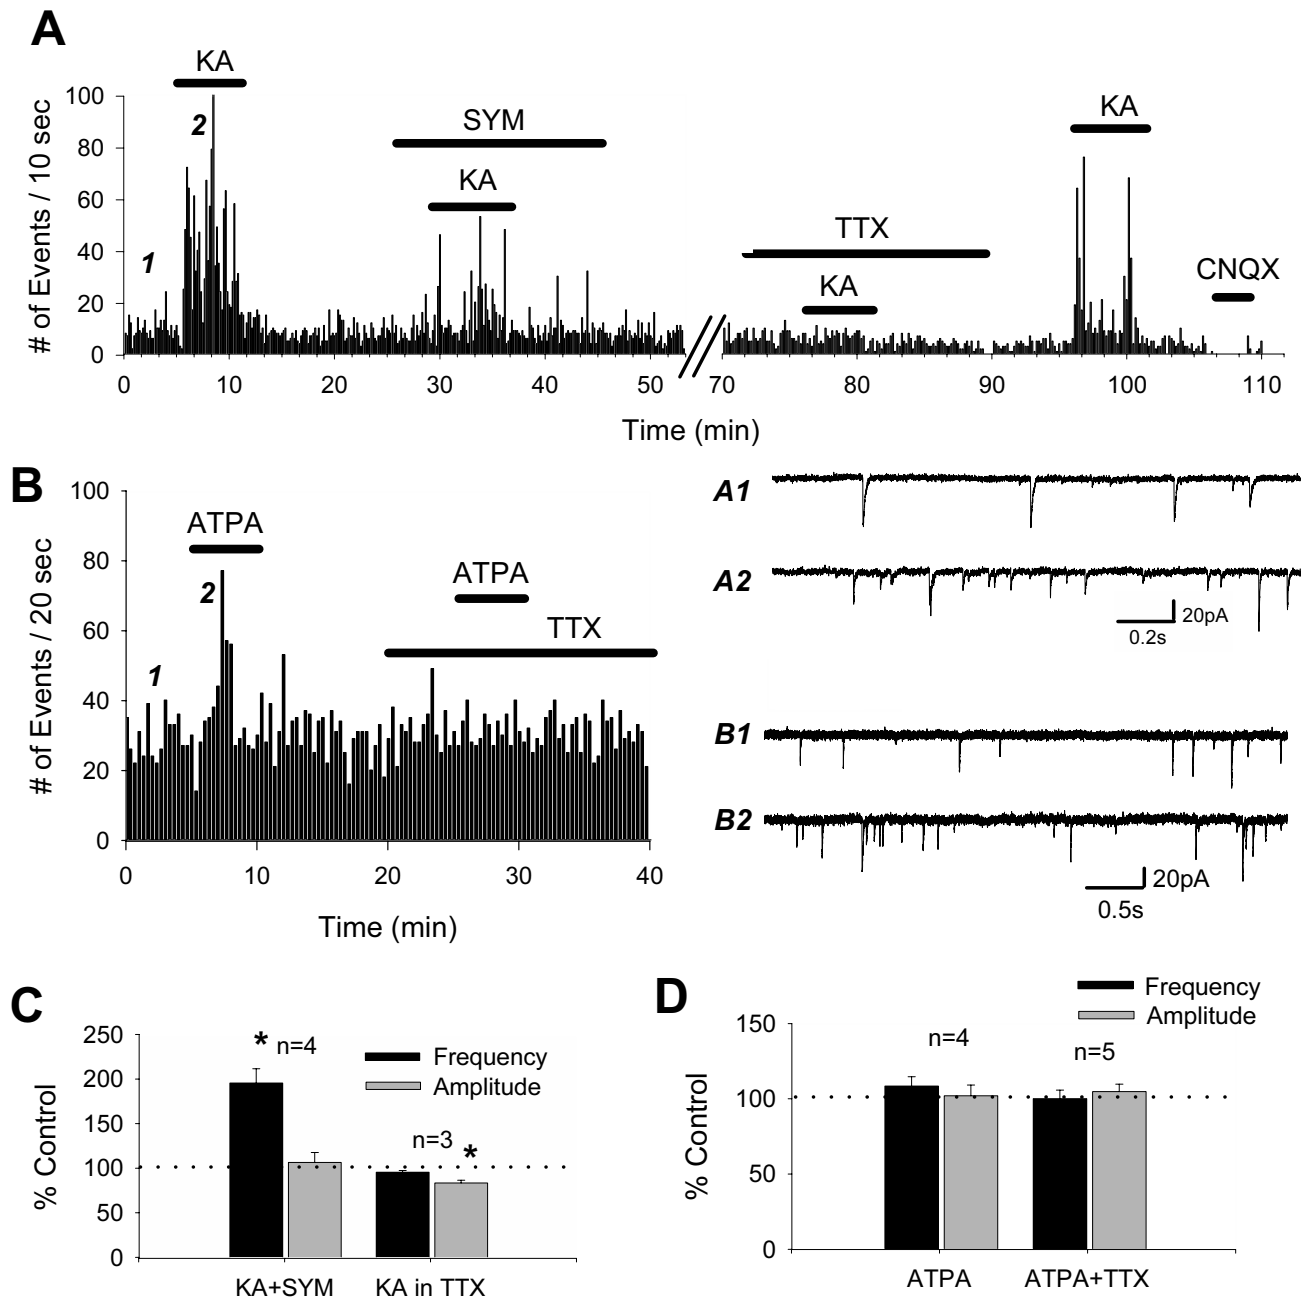 A
KA
SYM
KA
KA
TTX
KA
CNQX
1
2
# of Events / 10 sec
100
80
60
40
20
0
0 10 20 30 40 50 70 80 90 100 110
Time (min)
B
ATPA
ATPA
TTX
1
2
# of Events / 20 sec
100
80
60
40
20
0
0 10 20 30 40
Time (min)
A1
A2
20pA
0.2s
B1
B2
20pA
0.5s
C
% Control
250
200
150
100
50
0
* n=4
n=3 *
Frequency
Amplitude
KA+SYM KA in TTX
D
% Control
150
100
50
0
n=4
n=5
Frequency
Amplitude
ATPA ATPA+TTX